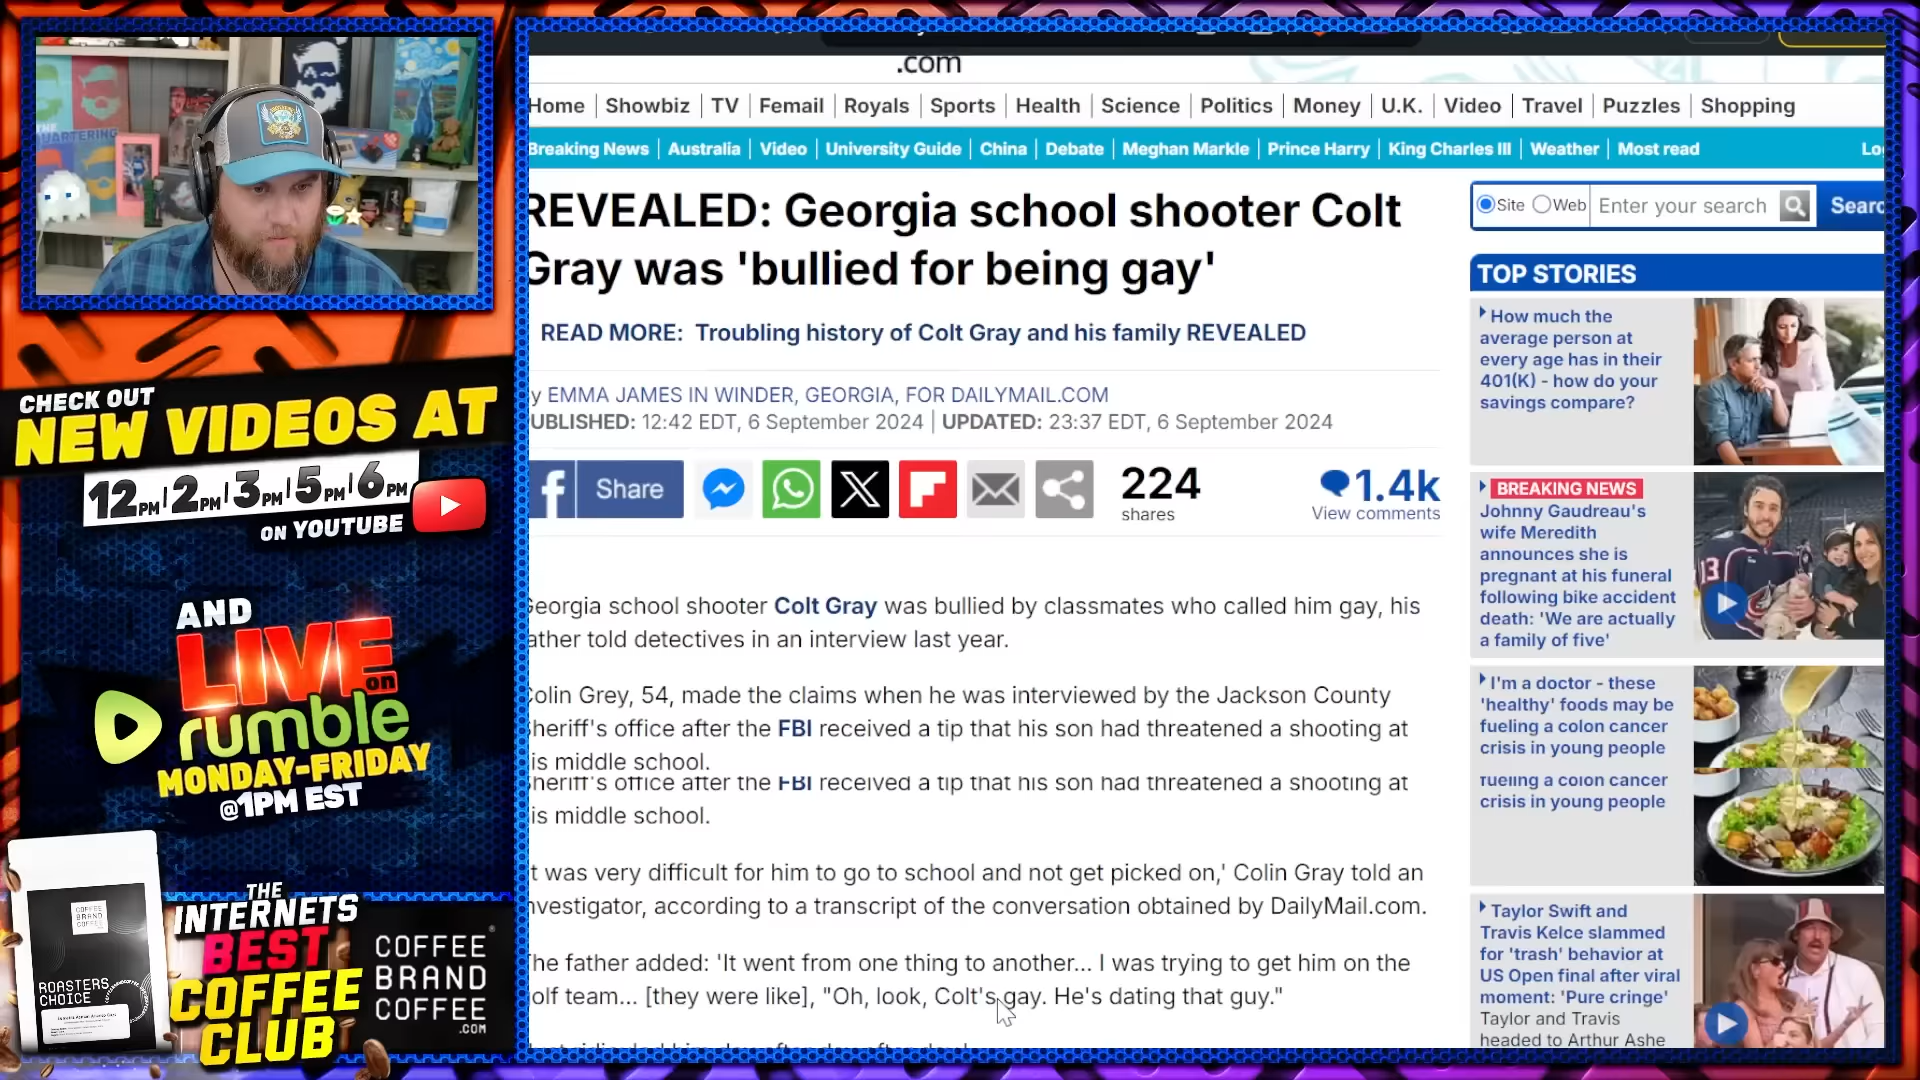 .com
Home Showbiz TV Femail Royals Sports Health Science Politics Money U.K. Video Travel Puzzles Shopping
Breaking News Australia Video University Guide China Debate Meghan Markle Prince Harry King Charles III Weather Most read Lo
REVEALED: Georgia school shooter Colt
Gray was 'bullied for being gay'
READ MORE: Troubling history of Colt Gray and his family REVEALED
y EMMA JAMES IN WINDER, GEORGIA, FOR DAILYMAIL.COM
UBLISHED: 12:42 EDT, 6 September 2024 | UPDATED: 23:37 EDT, 6 September 2024
Share
224
shares
1.4k
View comments
Georgia school shooter Colt Gray was bullied by classmates who called him gay, his
ather told detectives in an interview last year.
Colin Grey, 54, made the claims when he was interviewed by the Jackson County
Sheriff's office after the FBI received a tip that his son had threatened a shooting at
is middle school.
Sheriff's office after the FBI received a tip that his son had threatened a shooting at
is middle school.
t was very difficult for him to go to school and not get picked on,' Colin Gray told an
nvestigator, according to a transcript of the conversation obtained by DailyMail.com.
The father added: 'It went from one thing to another... I was trying to get him on the
olf team... [they were like], "Oh, look, Colt's gay. He's dating that guy."
Site Web Enter your search Searc
TOP STORIES
How much the
average person at
every age has in their
401(K) - how do your
savings compare?
BREAKING NEWS
Johnny Gaudreau's
wife Meredith
announces she is
pregnant at his funeral
following bike accident
death: 'We are actually
a family of five'
I'm a doctor - these
'healthy' foods may be
fueling a colon cancer
crisis in young people
fueling a colon cancer
crisis in young people
Taylor Swift and
Travis Kelce slammed
for 'trash' behavior at
US Open final after viral
moment: 'Pure cringe'
Taylor and Travis
headed to Arthur Ashe
QUARTERING
CHECK OUT
NEW VIDEOS AT
12PM | 2PM | 3PM | 5PM | 6PM
ON YOUTUBE
AND
LIVE on
rumble
MONDAY-FRIDAY
@1PM EST
THE
INTERNETS
BEST
COFFEE
CLUB
COFFEE
BRAND
COFFEE
.COM
COFFEE
BRAND
COFFEE
ROASTERS
CHOICE